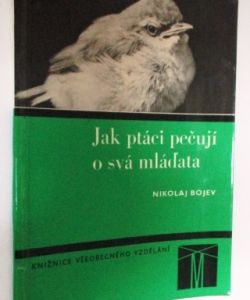 Jak ptáci pečují
o svá mláďata
NIKOLAJ BOJEV
KNIŽNICE VŠEOBECNÉHO VZDĚLÁNÍ